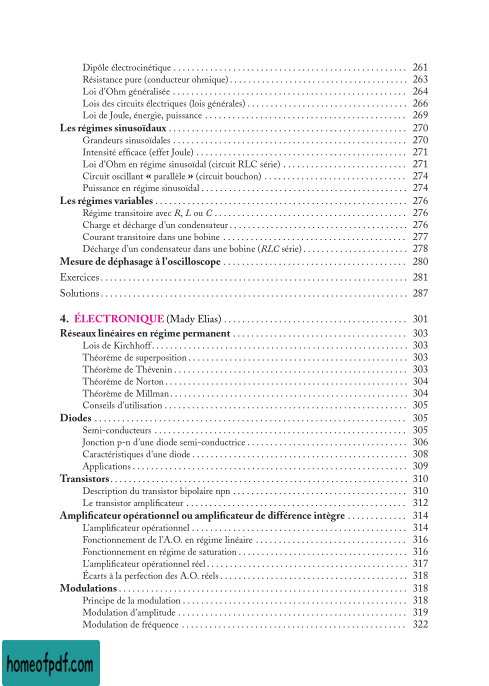 Dipôle électrocinétique . . . . . . . . . . . . . . . . . . . . . . . . . . . . . . . . . . . . . . . . 261
Résistance pure (conducteur ohmique) . . . . . . . . . . . . . . . . . . . . . . . . . . . . 263
Loi d'Ohm généralisée . . . . . . . . . . . . . . . . . . . . . . . . . . . . . . . . . . . . . . . . 264
Lois des circuits électriques (lois générales) . . . . . . . . . . . . . . . . . . . . . . . . 266
Loi de Joule, énergie, puissance . . . . . . . . . . . . . . . . . . . . . . . . . . . . . . . . 269
Les régimes sinusoïdaux . . . . . . . . . . . . . . . . . . . . . . . . . . . . . . . . . . . . . . 270
Grandeurs sinusoïdales . . . . . . . . . . . . . . . . . . . . . . . . . . . . . . . . . . . . . . . 270
Intensité efficace (effet Joule) . . . . . . . . . . . . . . . . . . . . . . . . . . . . . . . . . . 271
Loi d'Ohm en régime sinusoïdal (circuit RLC série) . . . . . . . . . . . . . . . . . . 271
Circuit oscillant « parallèle » (circuit bouchon) . . . . . . . . . . . . . . . . . . . . . . 274
Puissance en régime sinusoïdal . . . . . . . . . . . . . . . . . . . . . . . . . . . . . . . . . 274
Les régimes variables . . . . . . . . . . . . . . . . . . . . . . . . . . . . . . . . . . . . . . . . 276
Régime transitoire avec R, L ou C . . . . . . . . . . . . . . . . . . . . . . . . . . . . . . . 276
Charge et décharge d'un condensateur . . . . . . . . . . . . . . . . . . . . . . . . . . . . 276
Courant transitoire dans une bobine . . . . . . . . . . . . . . . . . . . . . . . . . . . . . 277
Décharge d'un condensateur dans une bobine (RLC série) . . . . . . . . . . . . . . 278
Mesure de déphasage à l'oscilloscope . . . . . . . . . . . . . . . . . . . . . . . . . . . . 280
Exercices . . . . . . . . . . . . . . . . . . . . . . . . . . . . . . . . . . . . . . . . . . . . . . . . . 281
Solutions . . . . . . . . . . . . . . . . . . . . . . . . . . . . . . . . . . . . . . . . . . . . . . . . . 287
4. ÉLECTRONIQUE (Mady Elias) . . . . . . . . . . . . . . . . . . . . . . . . . . . . . . . . 301
Réseaux linéaires en régime permanent . . . . . . . . . . . . . . . . . . . . . . . . . . . 303
Lois de Kirchhoff . . . . . . . . . . . . . . . . . . . . . . . . . . . . . . . . . . . . . . . . . . . 303
Théorème de superposition . . . . . . . . . . . . . . . . . . . . . . . . . . . . . . . . . . . . 303
Théorème de Thévenin . . . . . . . . . . . . . . . . . . . . . . . . . . . . . . . . . . . . . . . 303
Théorème de Norton . . . . . . . . . . . . . . . . . . . . . . . . . . . . . . . . . . . . . . . . . 304
Théorème de Millman . . . . . . . . . . . . . . . . . . . . . . . . . . . . . . . . . . . . . . . . 304
Conseils d'utilisation . . . . . . . . . . . . . . . . . . . . . . . . . . . . . . . . . . . . . . . . . 305
Diodes . . . . . . . . . . . . . . . . . . . . . . . . . . . . . . . . . . . . . . . . . . . . . . . . . . . 305
Semi-conducteurs . . . . . . . . . . . . . . . . . . . . . . . . . . . . . . . . . . . . . . . . . . . 305
Jonction p-n d'une diode semi-conductrice . . . . . . . . . . . . . . . . . . . . . . . . . 306
Caractéristiques d'une diode . . . . . . . . . . . . . . . . . . . . . . . . . . . . . . . . . . . 308
Applications . . . . . . . . . . . . . . . . . . . . . . . . . . . . . . . . . . . . . . . . . . . . . . . 309
Transistors . . . . . . . . . . . . . . . . . . . . . . . . . . . . . . . . . . . . . . . . . . . . . . . . 310
Description du transistor bipolaire npn . . . . . . . . . . . . . . . . . . . . . . . . . . . . 310
Le transistor amplificateur . . . . . . . . . . . . . . . . . . . . . . . . . . . . . . . . . . . . . 312
Amplificateur opérationnel ou amplificateur de différence intègre . . . . . . . . . 314
L'amplificateur opérationnel . . . . . . . . . . . . . . . . . . . . . . . . . . . . . . . . . . . 314
Fonctionnement de l'A.O. en régime linéaire . . . . . . . . . . . . . . . . . . . . . . . . 316
Fonctionnement en régime de saturation . . . . . . . . . . . . . . . . . . . . . . . . . . . 316
L'amplificateur opérationnel réel . . . . . . . . . . . . . . . . . . . . . . . . . . . . . . . . 317
Écarts à la perfection des A.O. réels . . . . . . . . . . . . . . . . . . . . . . . . . . . . . . 318
Modulations . . . . . . . . . . . . . . . . . . . . . . . . . . . . . . . . . . . . . . . . . . . . . . . 318
Principe de la modulation . . . . . . . . . . . . . . . . . . . . . . . . . . . . . . . . . . . . . 318
Modulation d'amplitude . . . . . . . . . . . . . . . . . . . . . . . . . . . . . . . . . . . . . . . 319
Modulation de fréquence . . . . . . . . . . . . . . . . . . . . . . . . . . . . . . . . . . . . . . 322
homeofpdf.com